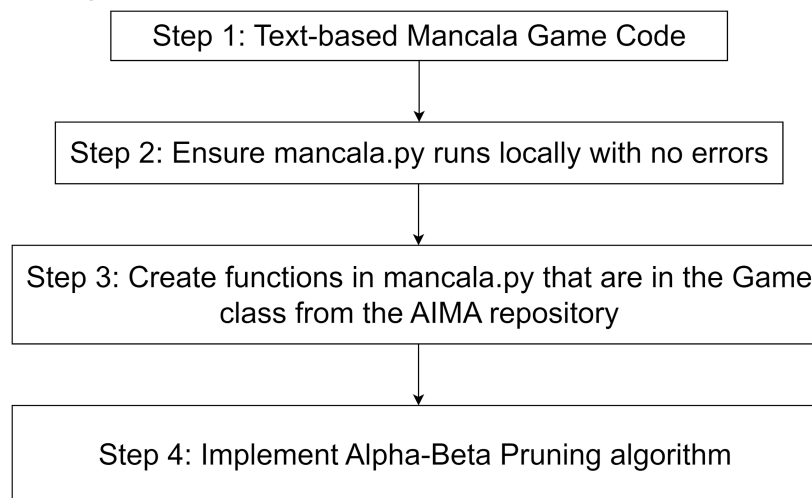 Step 1: Text-based Mancala Game Code
Step 2: Ensure mancala.py runs locally with no errors
Step 3: Create functions in mancala.py that are in the Game
class from the AIMA repository
Step 4: Implement Alpha-Beta Pruning algorithm